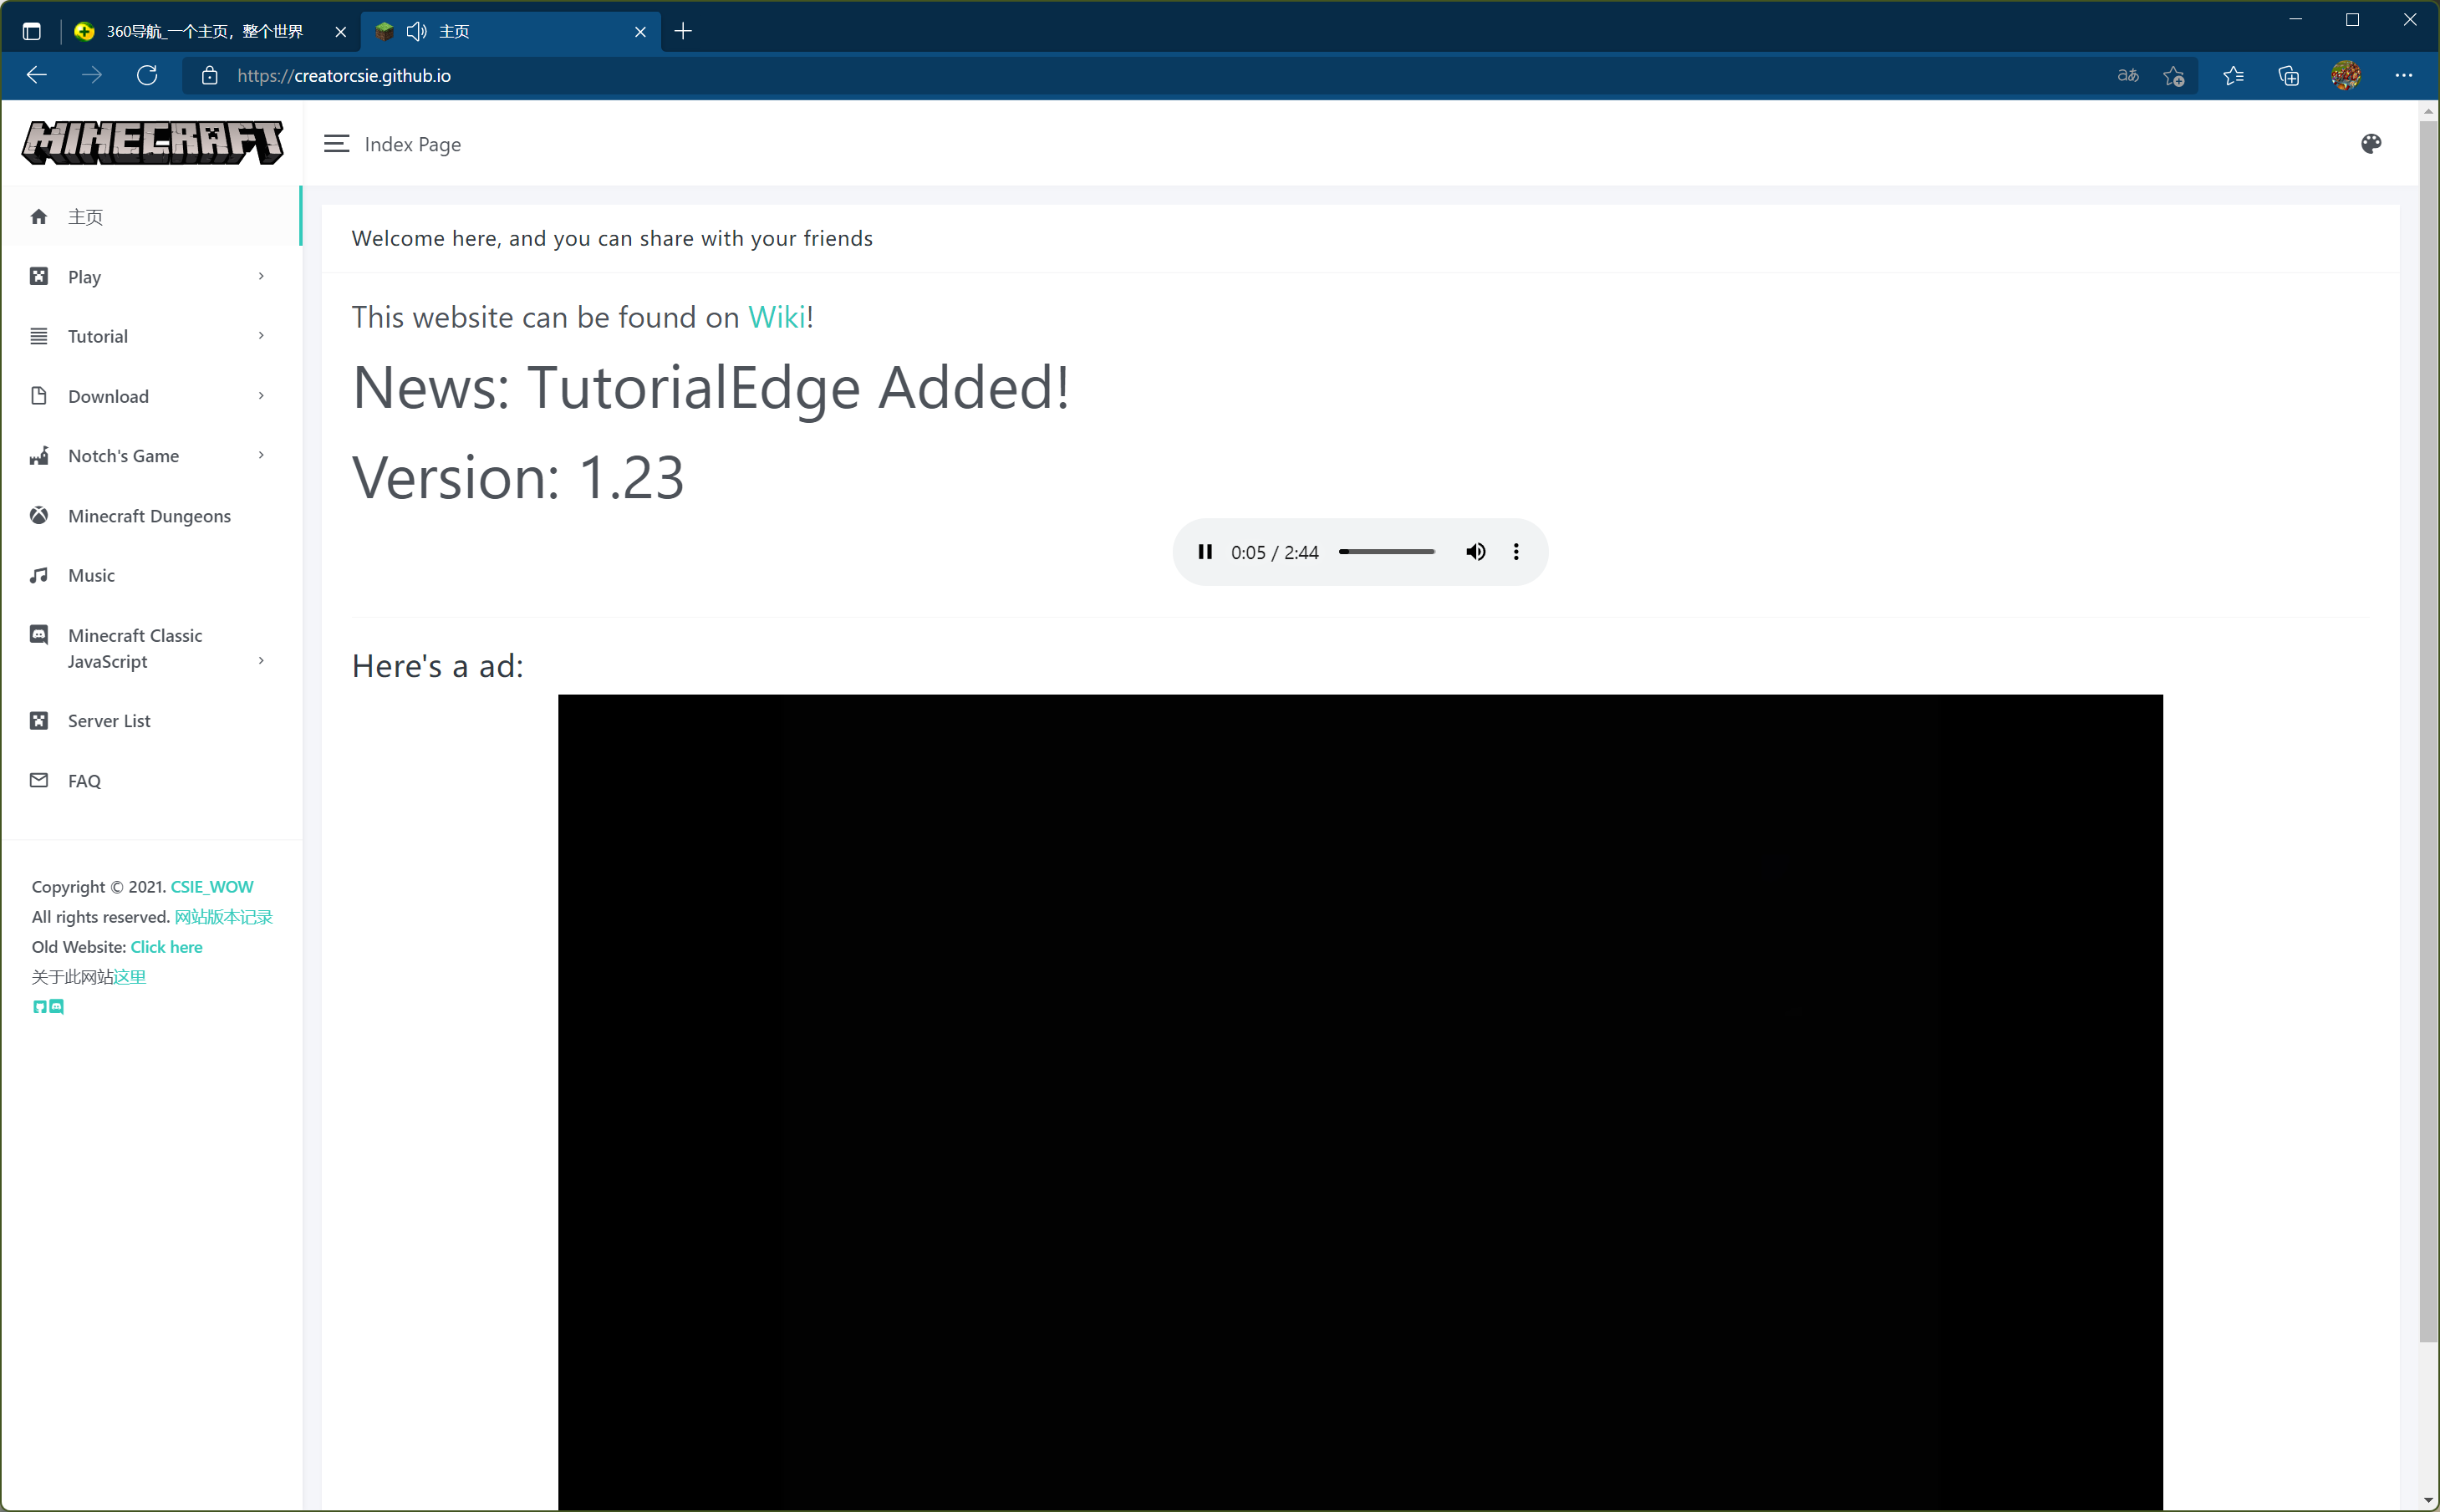 360导航_一个主页，整个世界
主页
https://creatorcsie.github.io
aあ
MINECRAFT
Index Page
主页
Play
Tutorial
Download
Notch's Game
Minecraft Dungeons
Music
Minecraft Classic
JavaScript
Server List
FAQ
Copyright © 2021. CSIE_WOW
All rights reserved. 网站版本记录
Old Website: Click here
关于此网站这里
Welcome here, and you can share with your friends
This website can be found on Wiki!
News: TutorialEdge Added!
Version: 1.23
0:05 / 2:44
Here's a ad: